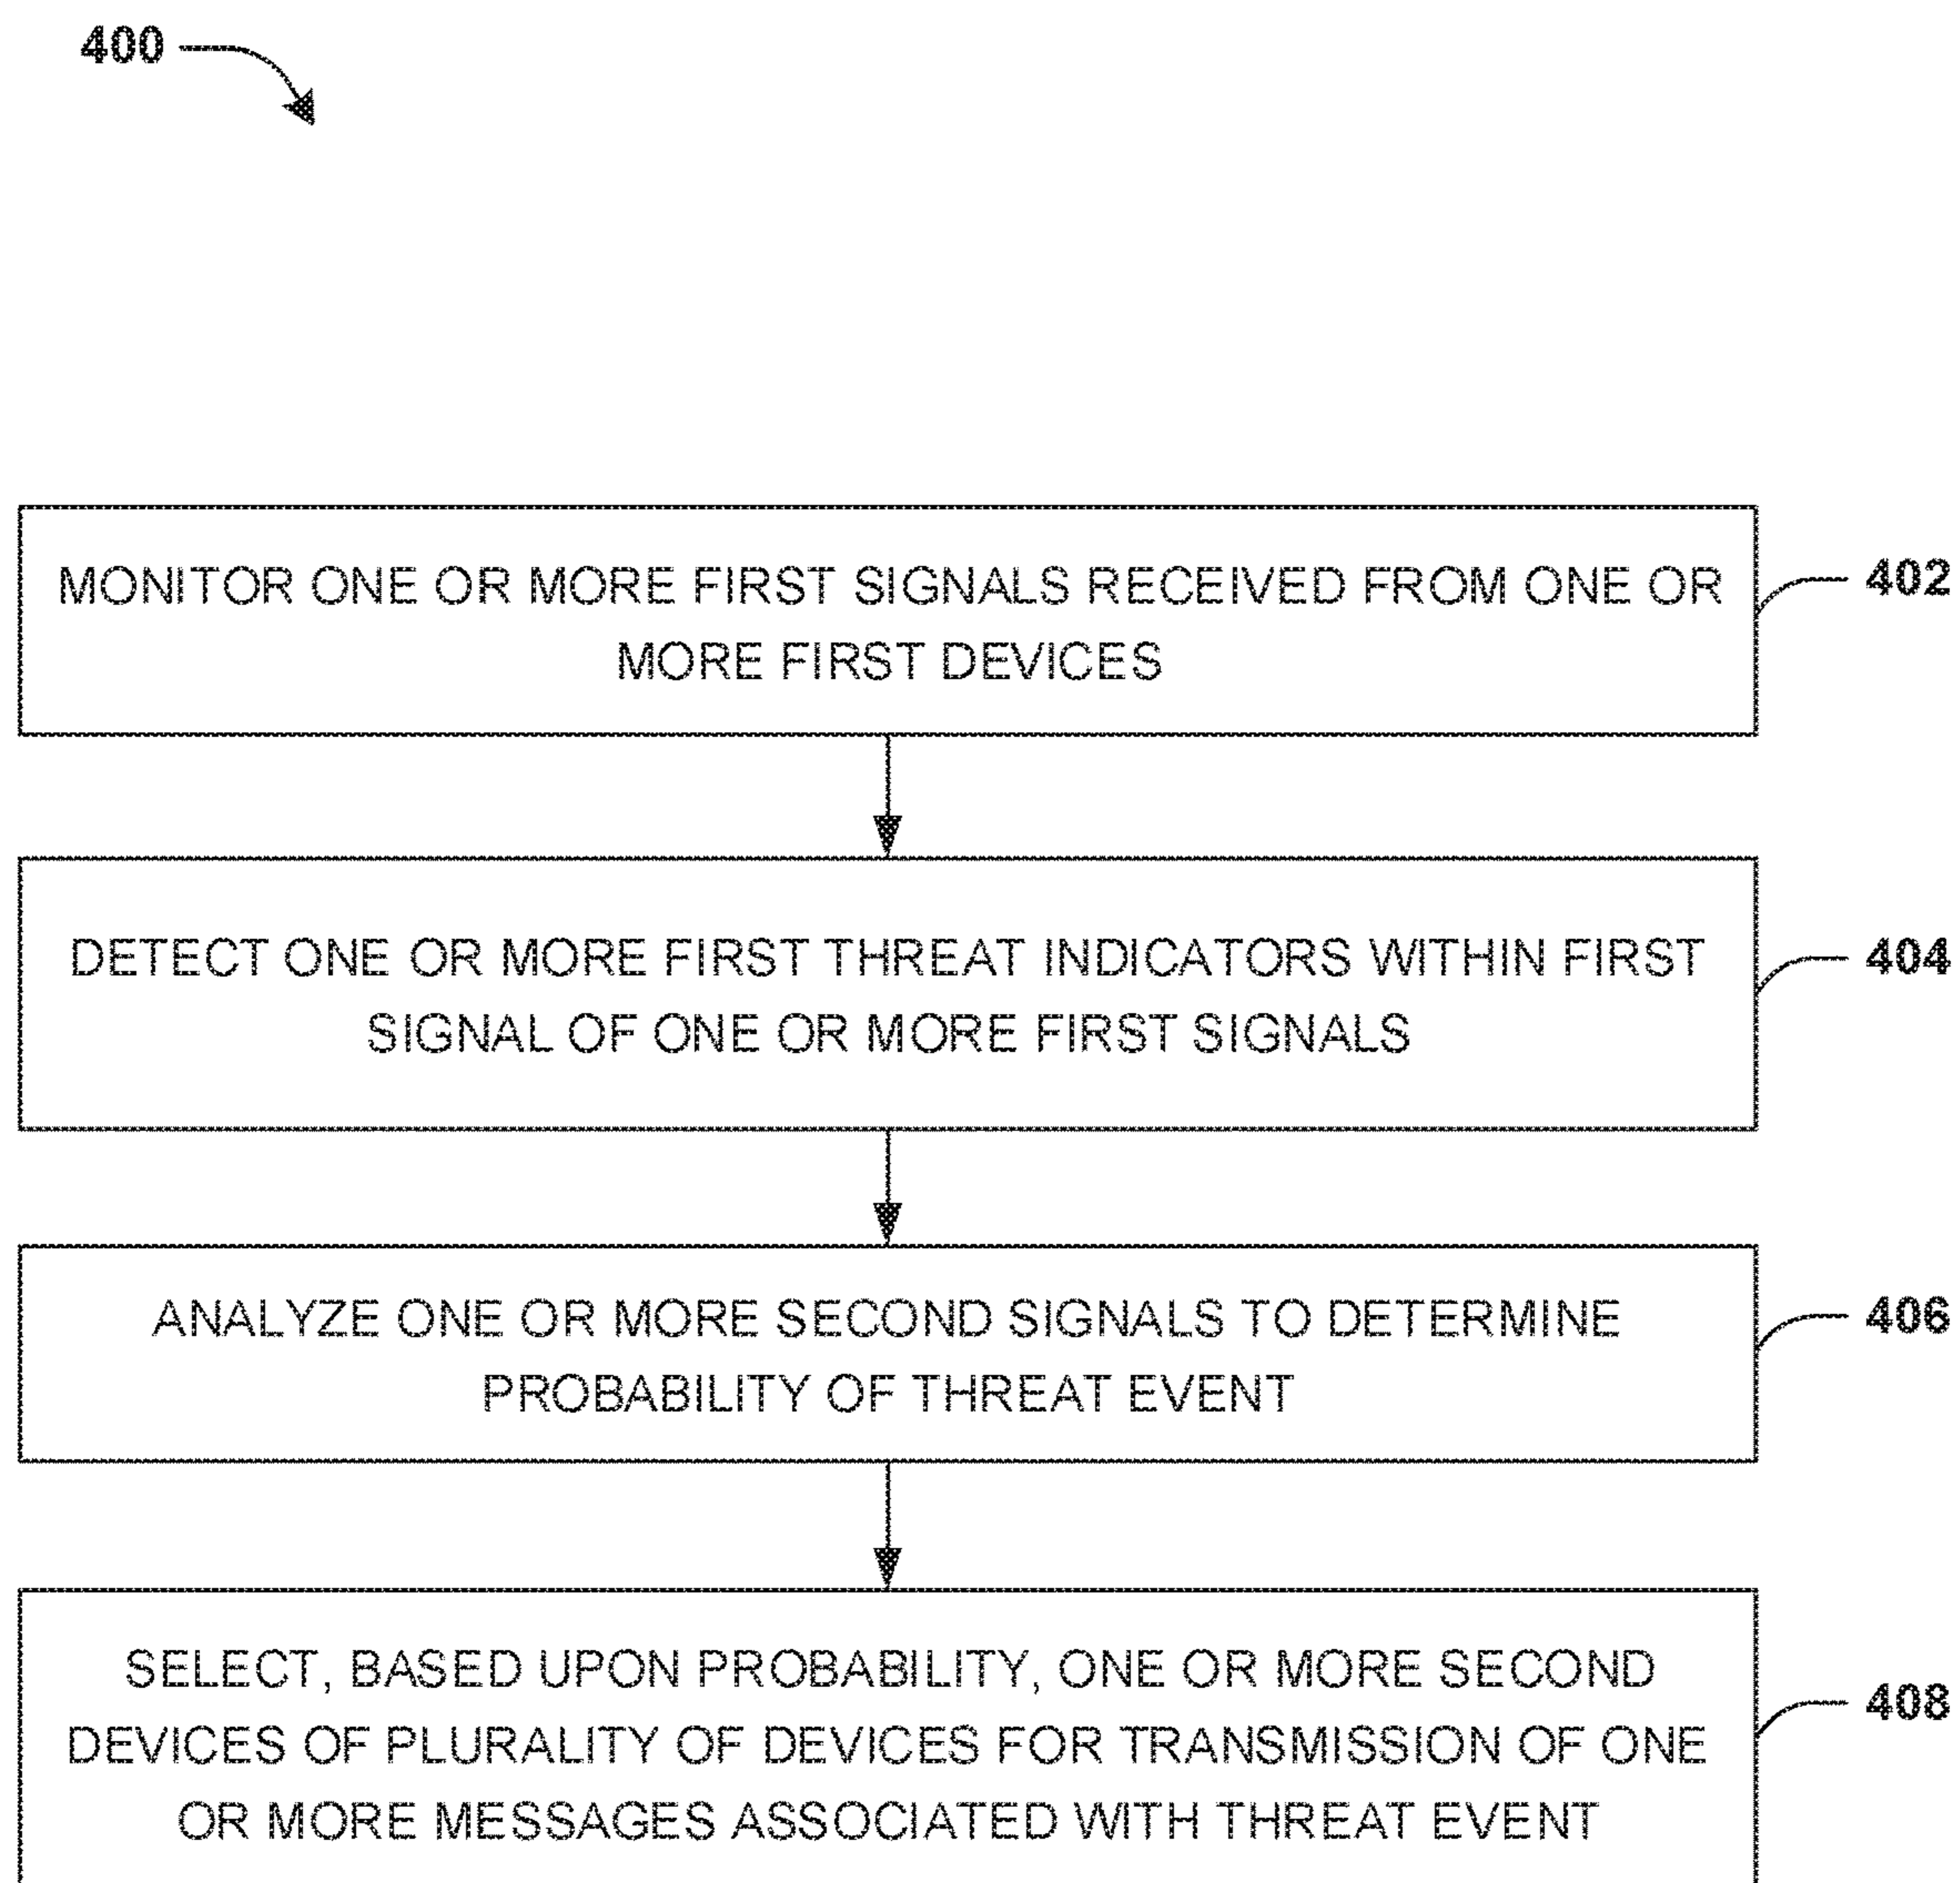 400
MONITOR ONE OR MORE FIRST SIGNALS RECEIVED FROM ONE OR
MORE FIRST DEVICES
402
DETECT ONE OR MORE FIRST THREAT INDICATORS WITHIN FIRST
SIGNAL OF ONE OR MORE FIRST SIGNALS
404
ANALYZE ONE OR MORE SECOND SIGNALS TO DETERMINE
PROBABILITY OF THREAT EVENT
406
SELECT, BASED UPON PROBABILITY, ONE OR MORE SECOND
DEVICES OF PLURALITY OF DEVICES FOR TRANSMISSION OF ONE
OR MORE MESSAGES ASSOCIATED WITH THREAT EVENT
408